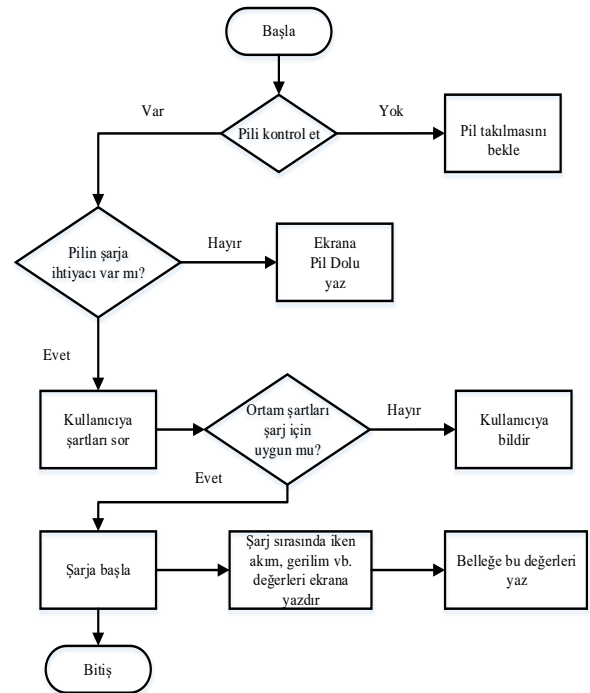 Başla
Var
Pili kontrol et
Yok
Pil takılmasını
bekle
Pilin şarja
ihtiyacı var mı?
Hayır
Ekrana
Pil Dolu
yaz
Evet
Kullanıcıya
şartları sor
Ortam şartları
şarj için
uygun mu?
Hayır
Kullanıcıya
bildir
Evet
Şarja başla
Şarj sırasında iken
akım, gerilim vb.
değerleri ekrana
yazdır
Belleğe bu değerleri
yaz
Bitiş